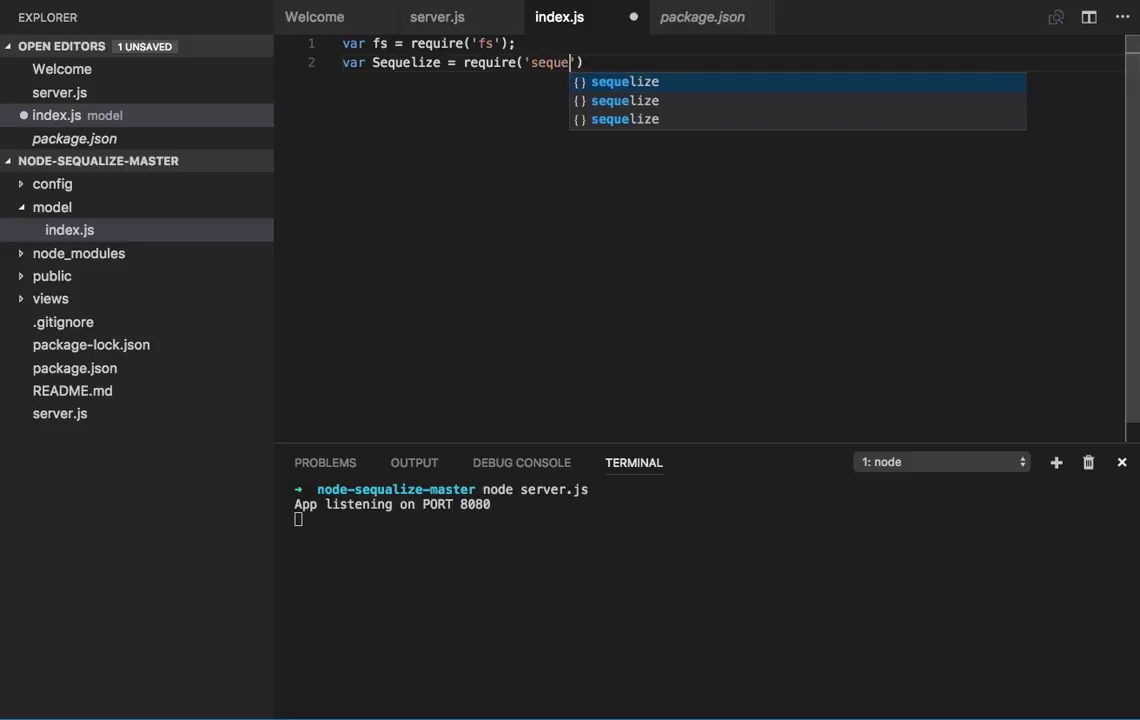 EXPLORER
OPEN EDITORS 1 UNSAVED
Welcome
server.js
index.js model
package.json
NODE-SEQUALIZE-MASTER
config
model
index.js
node_modules
public
views
.gitignore
package-lock.json
package.json
README.md
server.js
Welcome server.js index.js package.json
1 var fs = require('fs');
2 var Sequelize = require('seque')
{} sequelize
{} sequelize
{} sequelize
PROBLEMS OUTPUT DEBUG CONSOLE TERMINAL 1: node
→ node-sequalize-master node server.js
App listening on PORT 8080